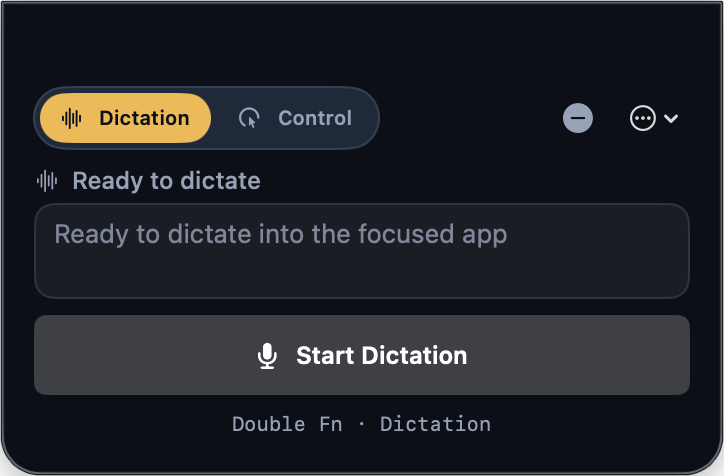 Dictation Control
Ready to dictate
Ready to dictate into the focused app
Start Dictation
Double Fn · Dictation